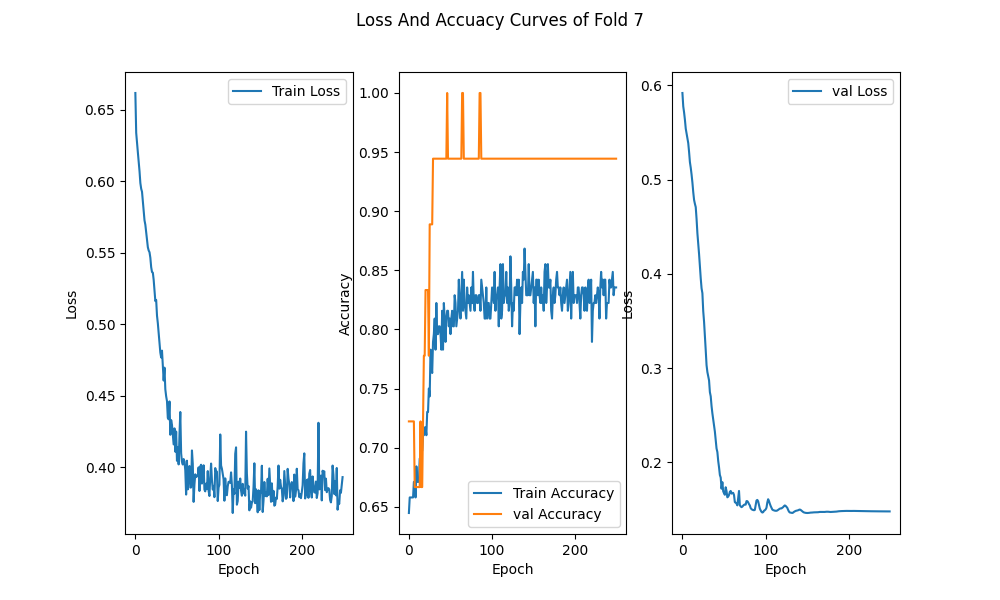 Loss And Accuacy Curves of Fold 7
Train Loss
0.65
0.60
0.55
0.50
0.45
0.40
Loss
0
100
200
Epoch
1.00
0.95
0.90
0.85
0.80
0.75
0.70
0.65
Accuracy
Train Accuracy
val Accuracy
0
100
200
Epoch
val Loss
0.6
0.5
0.4
0.3
0.2
Loss
0
100
200
Epoch